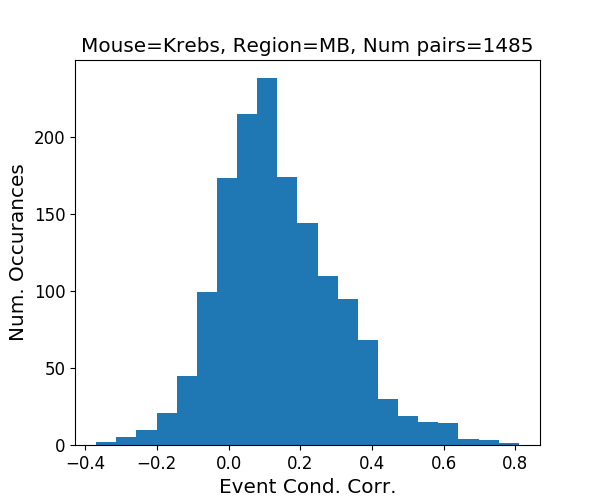 Mouse=Krebs, Region=MB, Num pairs=1485
Num. Occurances
200
150
100
50
0
−0.4 −0.2 0.0 0.2 0.4 0.6 0.8
Event Cond. Corr.